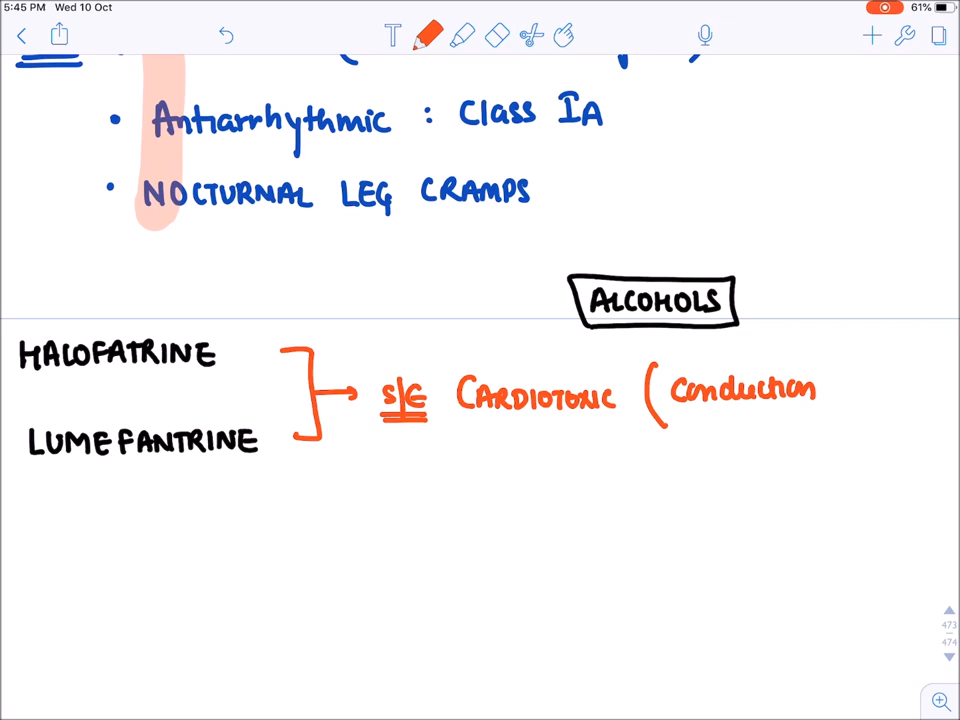 5:45 PM Wed 10 Oct
61%
T
• Antiarrhythmic : Class IA
• NOCTURNAL LEG CRAMPS
ALCOHOLS
HALOFATRINE
S/E CARDIOTOXIC (Conduction
LUMEFANTRINE
473
474